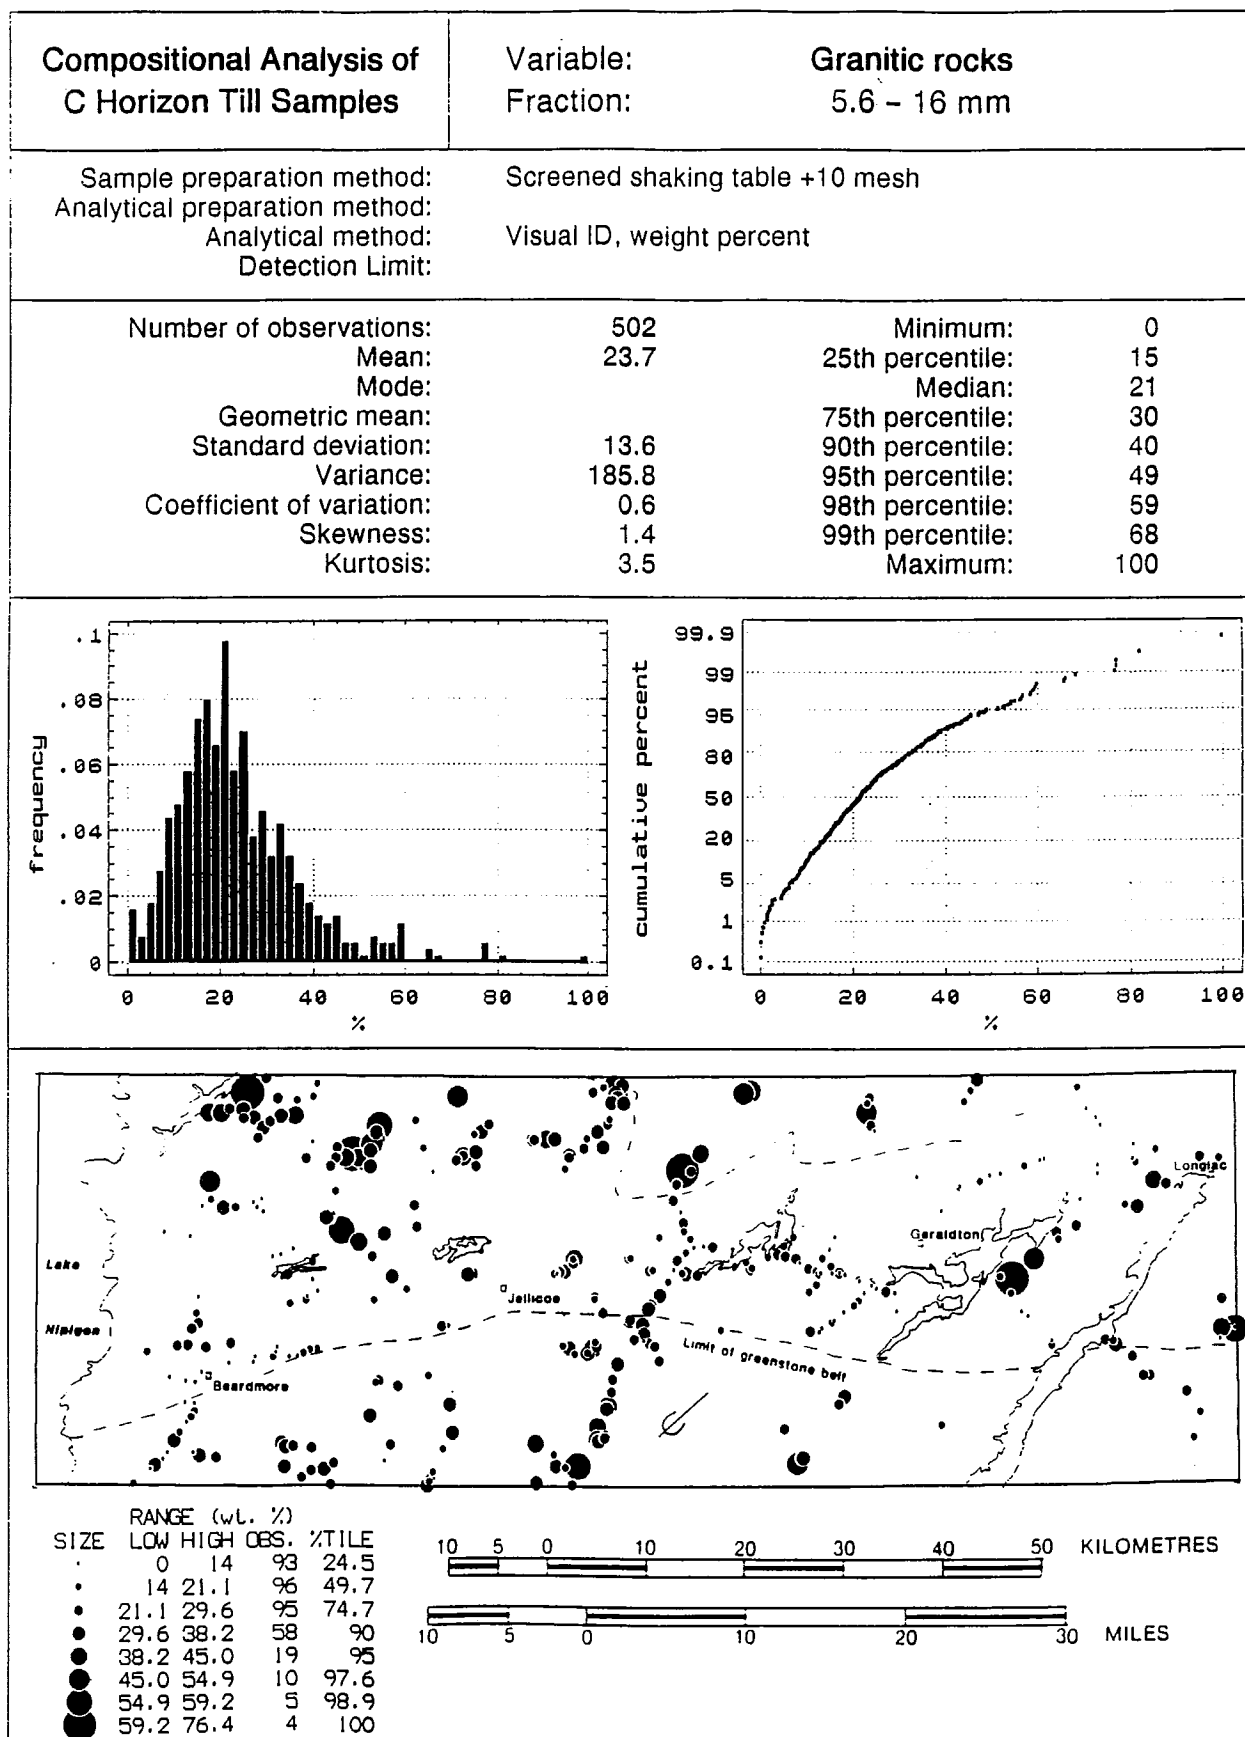 Compositional Analysis of
C Horizon Till Samples
Variable: Granitic rocks
Fraction: 5.6 – 16 mm
Sample preparation method: Screened shaking table +10 mesh
Analytical preparation method:
Analytical method: Visual ID, weight percent
Detection Limit:
Number of observations: 502 Minimum: 0
Mean: 23.7 25th percentile: 15
Mode: Median: 21
Geometric mean: 75th percentile: 30
Standard deviation: 13.6 90th percentile: 40
Variance: 185.8 95th percentile: 49
Coefficient of variation: 0.6 98th percentile: 59
Skewness: 1.4 99th percentile: 68
Kurtosis: 3.5 Maximum: 100
frequency
.1
.08
.06
.04
.02
0
0 20 40 60 80 100
%
cumulative percent
99.9
99
95
80
50
20
5
1
0.1
0 20 40 60 80 100
%
Longlac
Geraldton
Lake
Nipigon
Jellicoe
Limit of greenstone belt
Beardmore
RANGE (wt. %)
SIZE LOW HIGH OBS. %TILE
0 14 93 24.5
14 21.1 96 49.7
21.1 29.6 95 74.7
29.6 38.2 58 90
38.2 45.0 19 95
45.0 54.9 10 97.6
54.9 59.2 5 98.9
59.2 76.4 4 100
10 5 0 10 20 30 40 50 KILOMETRES
10 5 0 10 20 30 MILES